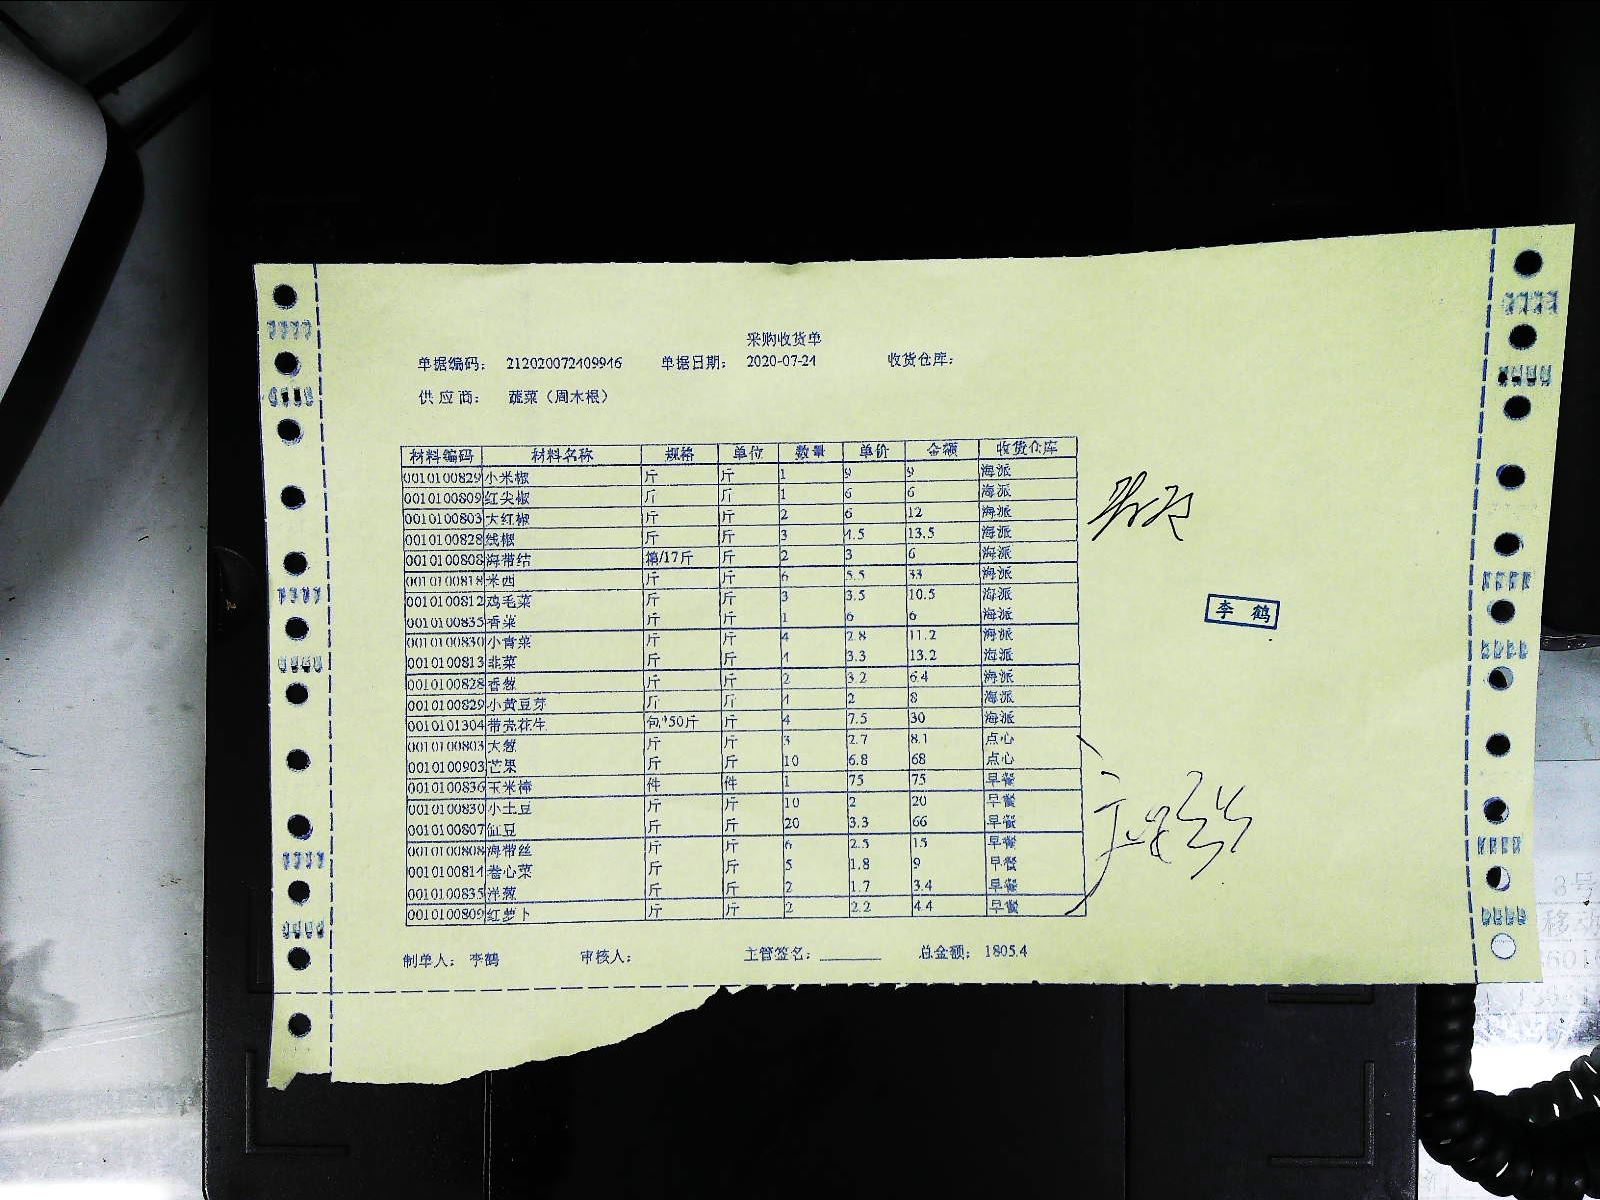 采购收货单
单据编码: 212020072409946 单据日期: 2020-07-24 收货仓库:
供应商: 蔬菜（周木根）
材料编码 材料名称 规格 单位 数量 单价 金额 收货仓库
0010100829 小米椒 斤 斤 1 9 9 海派
0010100809 红尖椒 斤 斤 1 6 6 海派
0010100803 大红椒 斤 斤 2 6 12 海派
0010100828 线椒 斤 斤 3 4.5 13.5 海派
0010100808 海带结 箱/17斤 斤 2 3 6 海派
0010100818 米西 斤 斤 6 5.5 33 海派
0010100812 鸡毛菜 斤 斤 3 3.5 10.5 海派
0010100835 香菜 斤 斤 1 6 6 海派
0010100830 小青菜 斤 斤 4 2.8 11.2 海派
0010100813 韭菜 斤 斤 4 3.3 13.2 海派
0010100828 香葱 斤 斤 2 3.2 6.4 海派
0010100829 小黄豆芽 斤 斤 4 2 8 海派
0010101304 带壳花生 包*50斤 斤 4 7.5 30 海派
0010100803 大葱 斤 斤 3 2.7 8.1 点心
0010100903 芒果 斤 斤 10 6.8 68 点心
0010100836 玉米棒 件 件 1 75 75 早餐
0010100830 小土豆 斤 斤 10 2 20 早餐
0010100807 缸豆 斤 斤 20 3.3 66 早餐
0010100808 海带丝 斤 斤 6 2.5 15 早餐
0010100814 卷心菜 斤 斤 5 1.8 9 早餐
0010100835 洋葱 斤 斤 2 1.7 3.4 早餐
0010100809 红萝卜 斤 斤 2 2.2 4.4 早餐
李鹤
制单人: 李鹤 审核人: 主管签名: 总金额: 1805.4